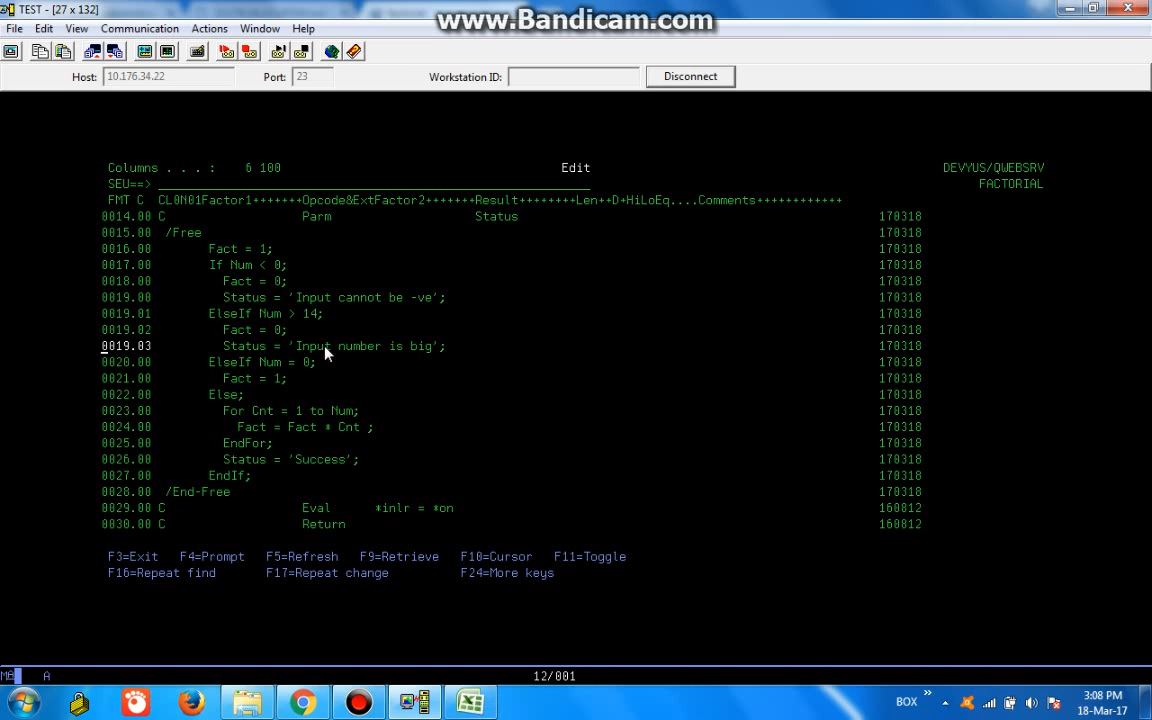 TEST - [27 x 132]
www.Bandicam.com
File Edit View Communication Actions Window Help
Host: 10.176.34.22 Port: 23 Workstation ID: Disconnect
Columns . . . : 6 100 Edit DEVYUS/QWEBSRV
SEU==> FACTORIAL
FMT C CL0N01Factor1+++++++Opcode&ExtFactor2+++++++Result++++++++Len++D+HiLoEq....Comments++++++++++++
0014.00 C Parm Status 170318
0015.00 /Free 170318
0016.00 Fact = 1; 170318
0017.00 If Num < 0; 170318
0018.00 Fact = 0; 170318
0019.00 Status = 'Input cannot be -ve'; 170318
0019.01 ElseIf Num > 14; 170318
0019.02 Fact = 0; 170318
0019.03 Status = 'Input number is big'; 170318
0020.00 ElseIf Num = 0; 170318
0021.00 Fact = 1; 170318
0022.00 Else; 170318
0023.00 For Cnt = 1 to Num; 170318
0024.00 Fact = Fact * Cnt ; 170318
0025.00 EndFor; 170318
0026.00 Status = 'Success'; 170318
0027.00 EndIf; 170318
0028.00 /End-Free 170318
0029.00 C Eval *inlr = *on 160812
0030.00 C Return 160812
F3=Exit F4=Prompt F5=Refresh F9=Retrieve F10=Cursor F11=Toggle
F16=Repeat find F17=Repeat change F24=More keys
A 12/001
BOX 3:08 PM
18-Mar-17